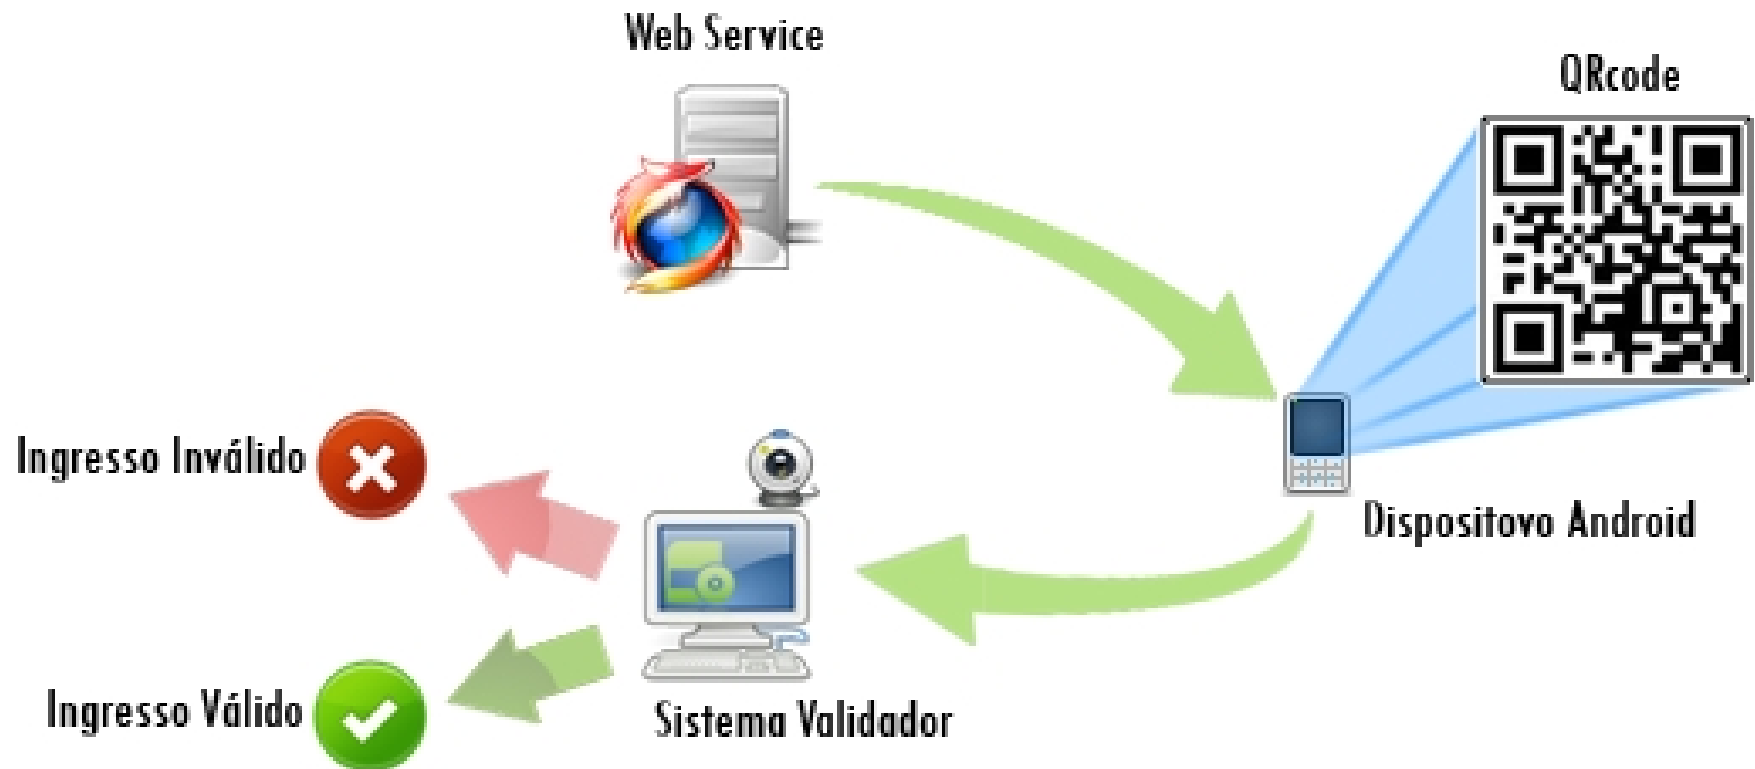 Web Service
QRcode
Ingresso Inválido
Dispositovo Android
Ingresso Válido
Sistema Validador